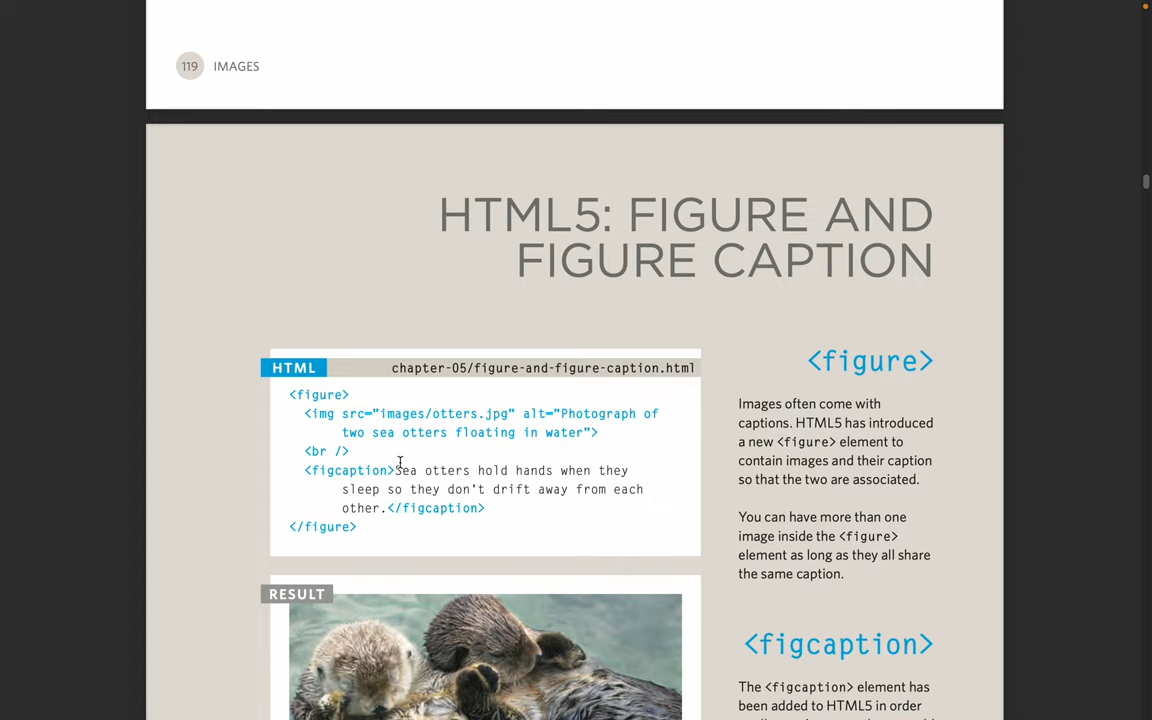 119 IMAGES
HTML5: FIGURE AND
FIGURE CAPTION
HTML chapter-05/figure-and-figure-caption.html
<figure>
<img src="images/otters.jpg" alt="Photograph of
two sea otters floating in water">
<br />
<figcaption>Sea otters hold hands when they
sleep so they don't drift away from each
other.</figcaption>
</figure>
RESULT
<figure>
Images often come with
captions. HTML5 has introduced
a new <figure> element to
contain images and their caption
so that the two are associated.
You can have more than one
image inside the <figure>
element as long as they all share
the same caption.
<figcaption>
The <figcaption> element has
been added to HTML5 in order